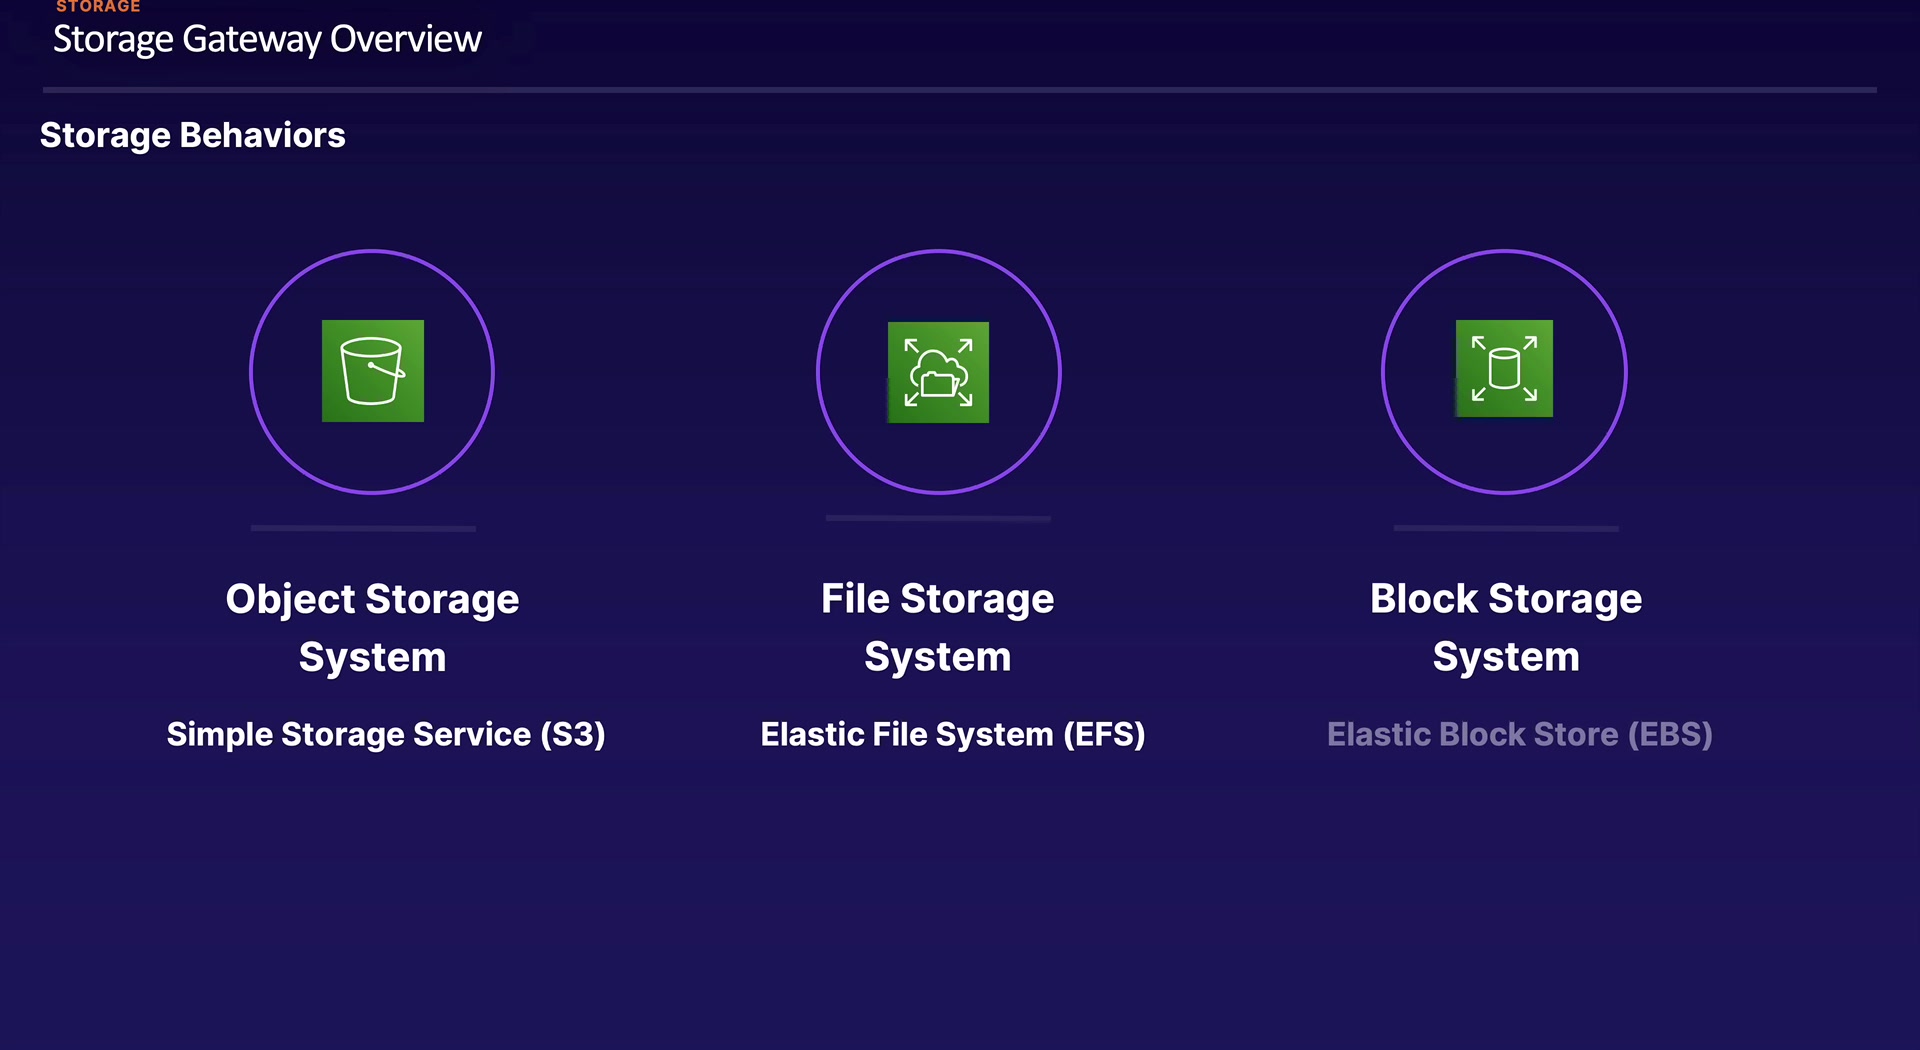 STORAGE
Storage Gateway Overview
Storage Behaviors
Object Storage
System
Simple Storage Service (S3)
File Storage
System
Elastic File System (EFS)
Block Storage
System
Elastic Block Store (EBS)